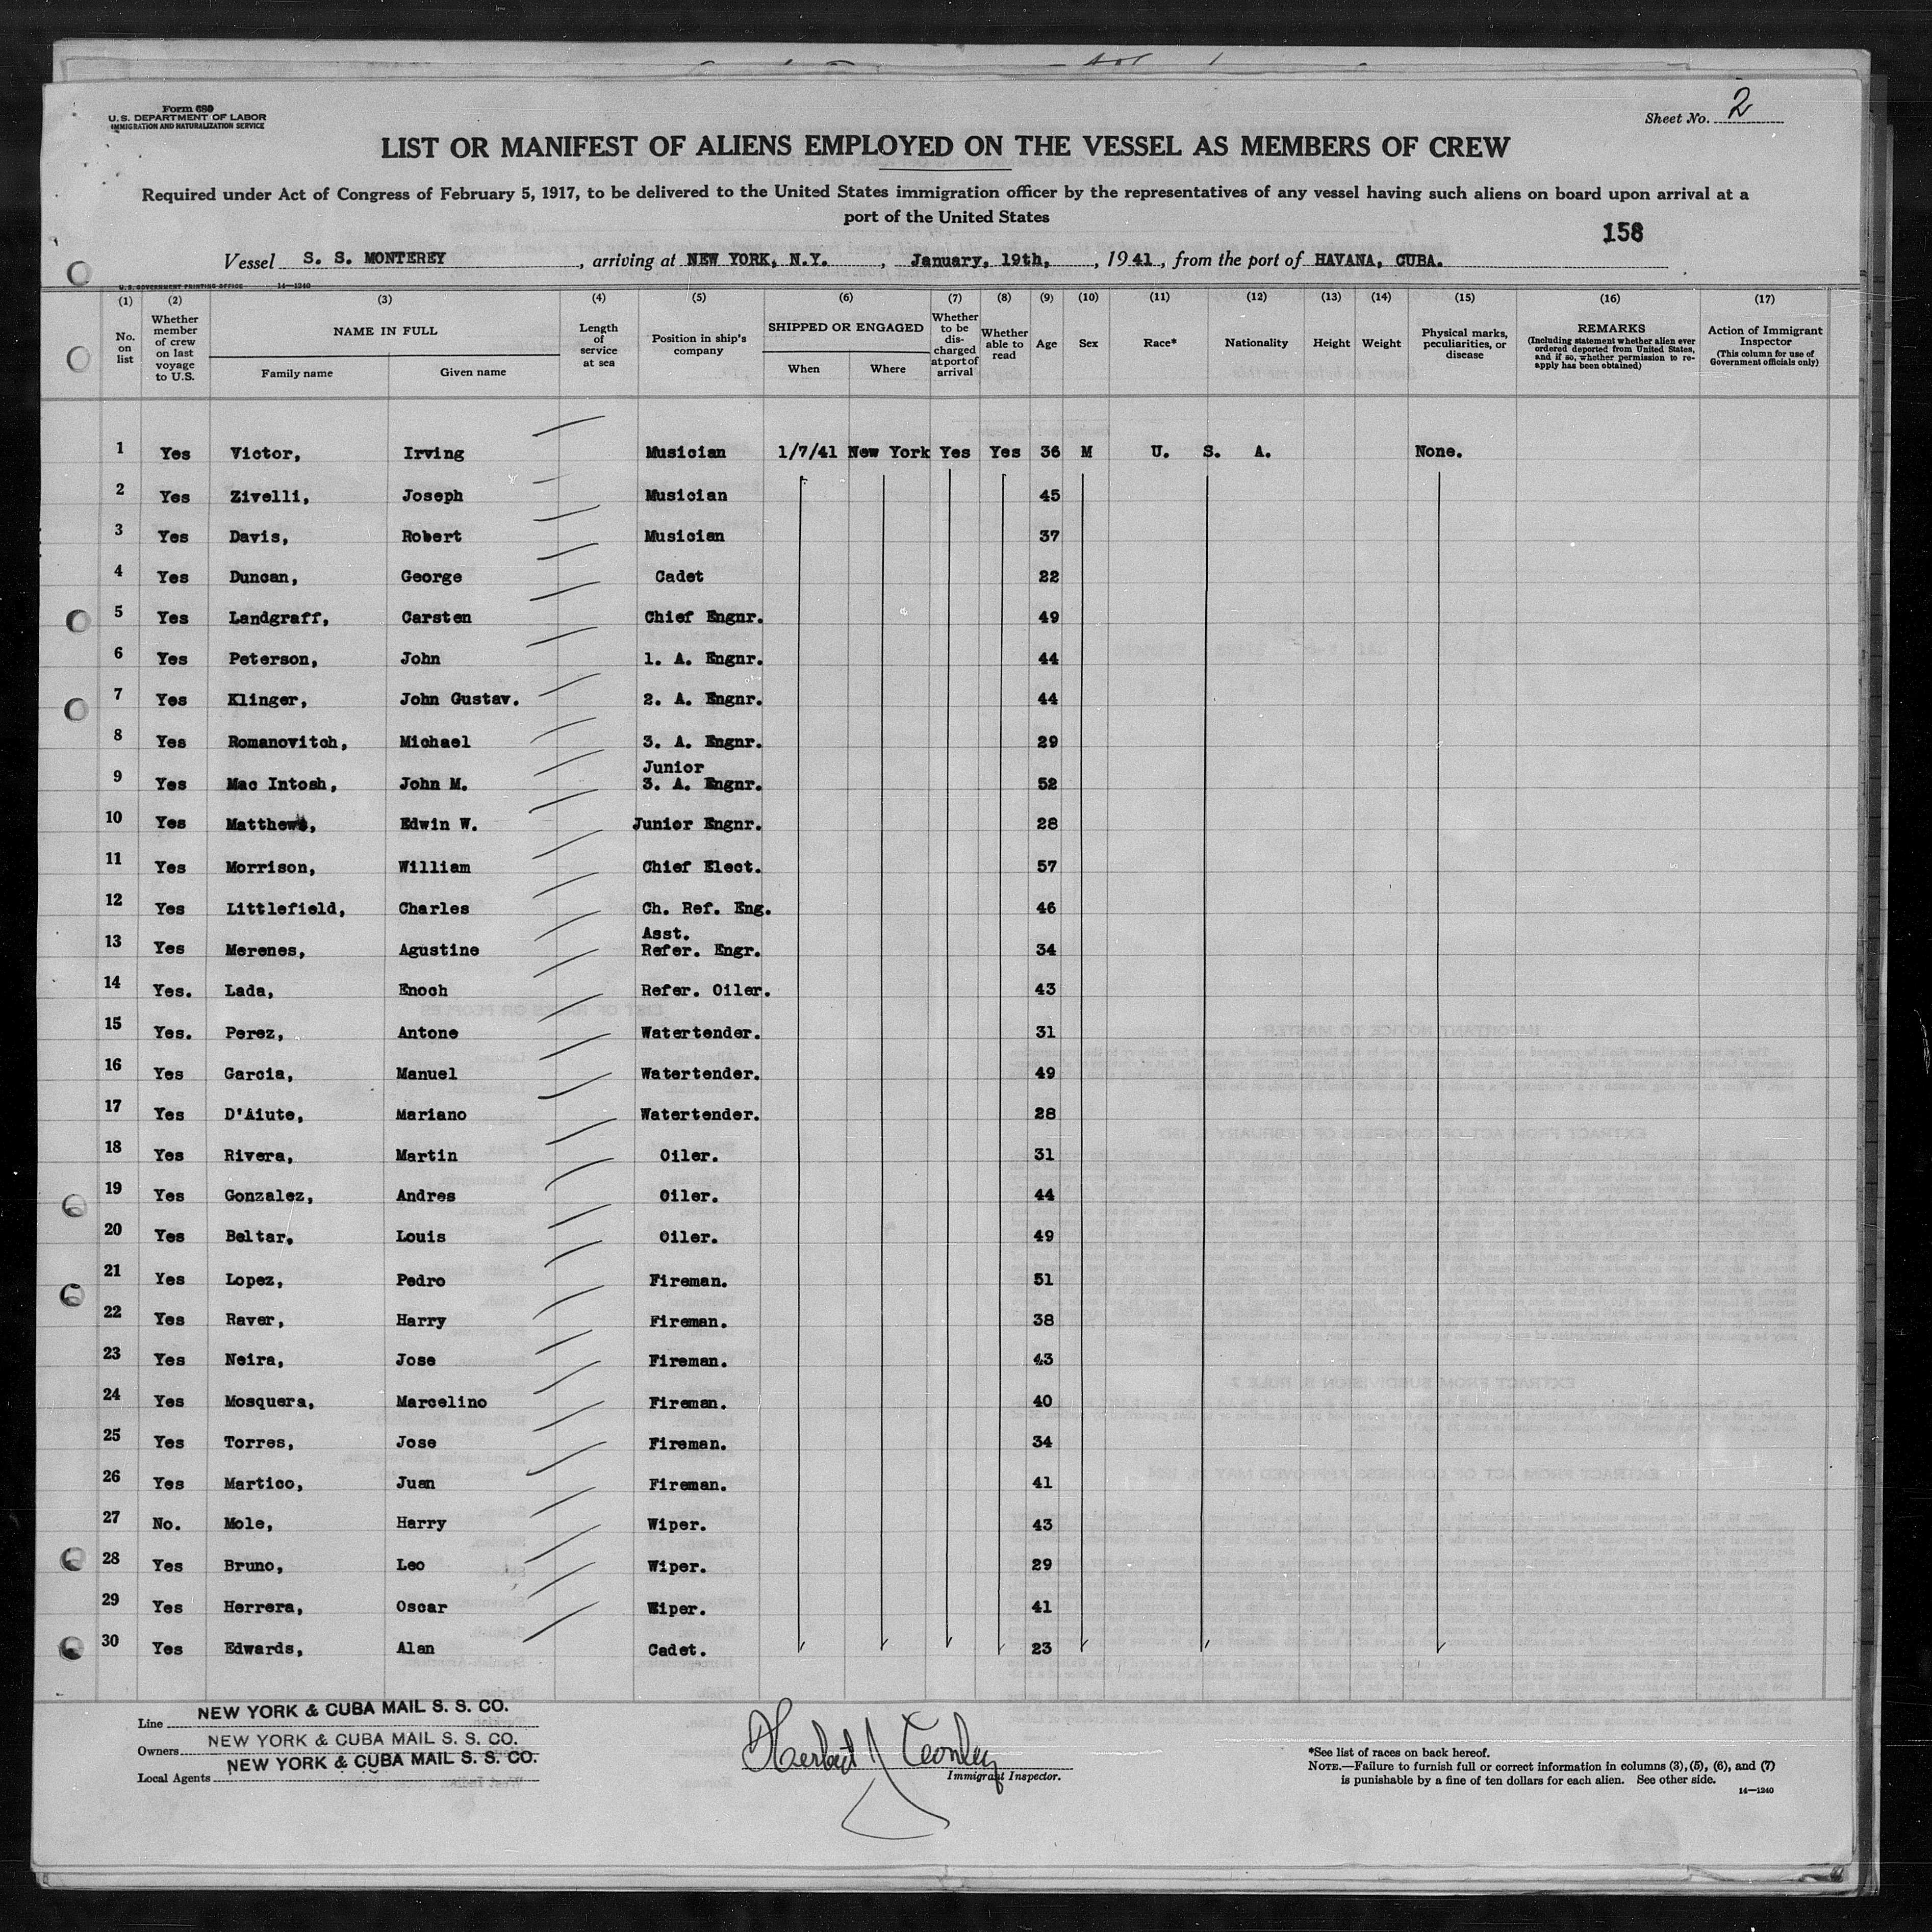 Form 680
U.S. DEPARTMENT OF LABOR
IMMIGRATION AND NATURALIZATION SERVICE
Sheet No. 2
LIST OR MANIFEST OF ALIENS EMPLOYED ON THE VESSEL AS MEMBERS OF CREW
Required under Act of Congress of February 5, 1917, to be delivered to the United States immigration officer by the representatives of any vessel having such aliens on board upon arrival at a
port of the United States
158
Vessel S. S. MONTEREY, arriving at NEW YORK, N.Y., January, 19th, , 1941, from the port of HAVANA, CUBA.
U. S. GOVERNMENT PRINTING OFFICE 14—1240
(1) (2) (3) (4) (5) (6) (7) (8) (9) (10) (11) (12) (13) (14) (15) (16) (17)
No. on list
Whether member of crew on last voyage to U.S.
NAME IN FULL
Family name Given name
Length of service at sea
Position in ship's company
SHIPPED OR ENGAGED
When Where
Whether to be discharged at port of arrival
Whether able to read
Age
Sex
Race*
Nationality
Height
Weight
Physical marks, peculiarities, or disease
REMARKS
(Including statement whether alien ever ordered deported from United States, and if so, whether permission to reapply has been obtained)
Action of Immigrant Inspector
(This column for use of Government officials only)
1 Yes Victor, Irving Musician 1/7/41 New York Yes Yes 36 M U. S. A. None.
2 Yes Zivelli, Joseph Musician 45
3 Yes Davis, Robert Musician 37
4 Yes Duncan, George Cadet 22
5 Yes Landgraff, Carsten Chief Engnr. 49
6 Yes Peterson, John 1. A. Engnr. 44
7 Yes Klinger, John Gustav. 2. A. Engnr. 44
8 Yes Romanovitch, Michael 3. A. Engnr. 29
9 Yes Mac Intosh, John M. Junior 3. A. Engnr. 52
10 Yes Matthews, Edwin W. Junior Engnr. 28
11 Yes Morrison, William Chief Elect. 57
12 Yes Littlefield, Charles Ch. Ref. Eng. 46
13 Yes Merenes, Agustine Asst. Refer. Engr. 34
14 Yes. Lada, Enoch Refer. Oiler. 43
15 Yes. Perez, Antone Watertender. 31
16 Yes Garcia, Manuel Watertender. 49
17 Yes D'Aiute, Mariano Watertender. 28
18 Yes Rivera, Martin Oiler. 31
19 Yes Gonzalez, Andres Oiler. 44
20 Yes Beltar, Louis Oiler. 49
21 Yes Lopez, Pedro Fireman. 51
22 Yes Raver, Harry Fireman. 38
23 Yes Neira, Jose Fireman. 43
24 Yes Mosquera, Marcelino Fireman. 40
25 Yes Torres, Jose Fireman. 34
26 Yes Martico, Juan Fireman. 41
27 No. Mole, Harry Wiper. 43
28 Yes Bruno, Leo Wiper. 29
29 Yes Herrera, Oscar Wiper. 41
30 Yes Edwards, Alan Cadet. 23
Line NEW YORK & CUBA MAIL S. S. CO.
Owners NEW YORK & CUBA MAIL S. S. CO.
Local Agents NEW YORK & CUBA MAIL S. S. CO.
Herbert J
Immigrant Inspector.
*See list of races on back hereof.
NOTE.—Failure to furnish full or correct information in columns (3), (5), (6), and (7)
is punishable by a fine of ten dollars for each alien. See other side.
14—1240